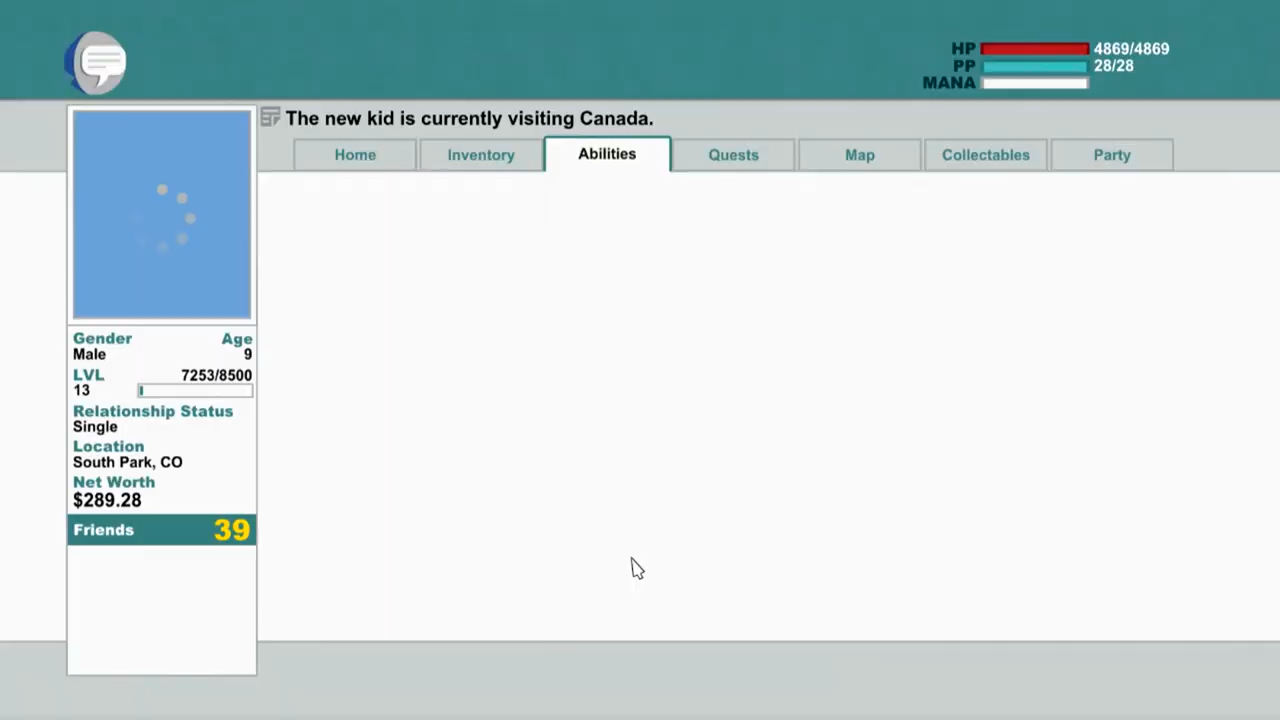 HP 4869/4869
PP 28/28
MANA
The new kid is currently visiting Canada.
Home Inventory Abilities Quests Map Collectables Party
Gender Age
Male 9
LVL 7253/8500
13
Relationship Status
Single
Location
South Park, CO
Net Worth
$289.28
Friends 39